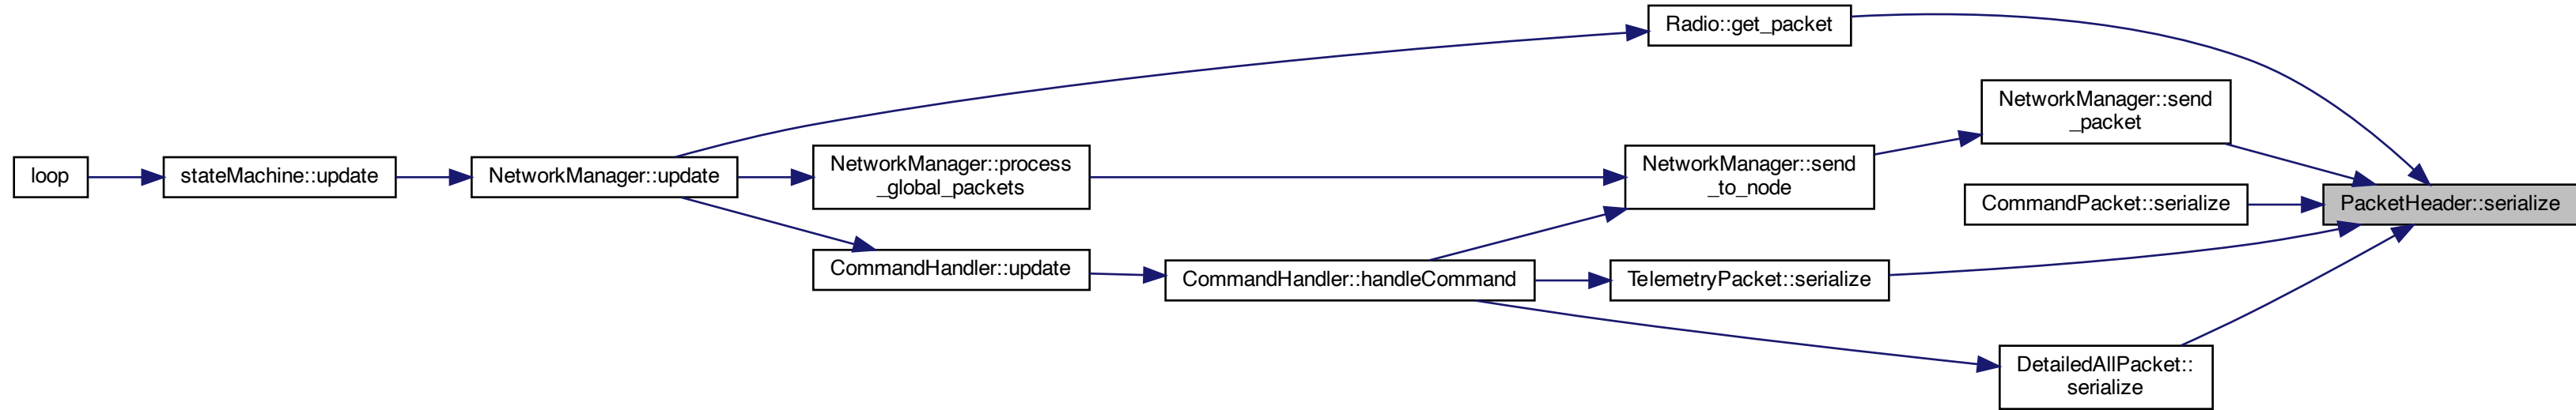 Radio::get_packet
NetworkManager::send
_packet
loop
stateMachine::update
NetworkManager::update
NetworkManager::process
_global_packets
NetworkManager::send
_to_node
CommandPacket::serialize
PacketHeader::serialize
CommandHandler::update
CommandHandler::handleCommand
TelemetryPacket::serialize
DetailedAllPacket::
serialize